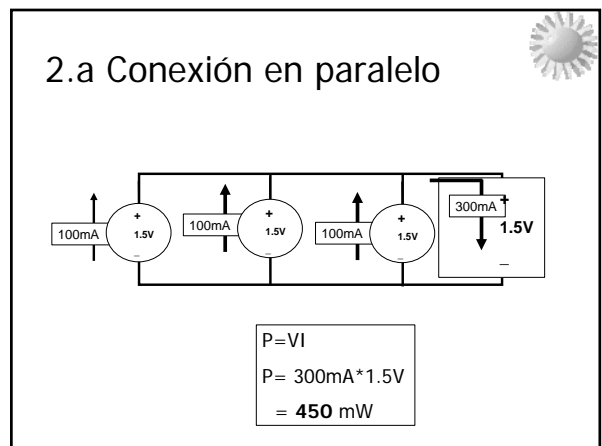 2.a Conexión en paralelo
100mA
+
1.5V
_
100mA
+
1.5V
_
100mA
+
1.5V
_
300mA
+
1.5V
_
P=VI
P= 300mA*1.5V
= 450 mW